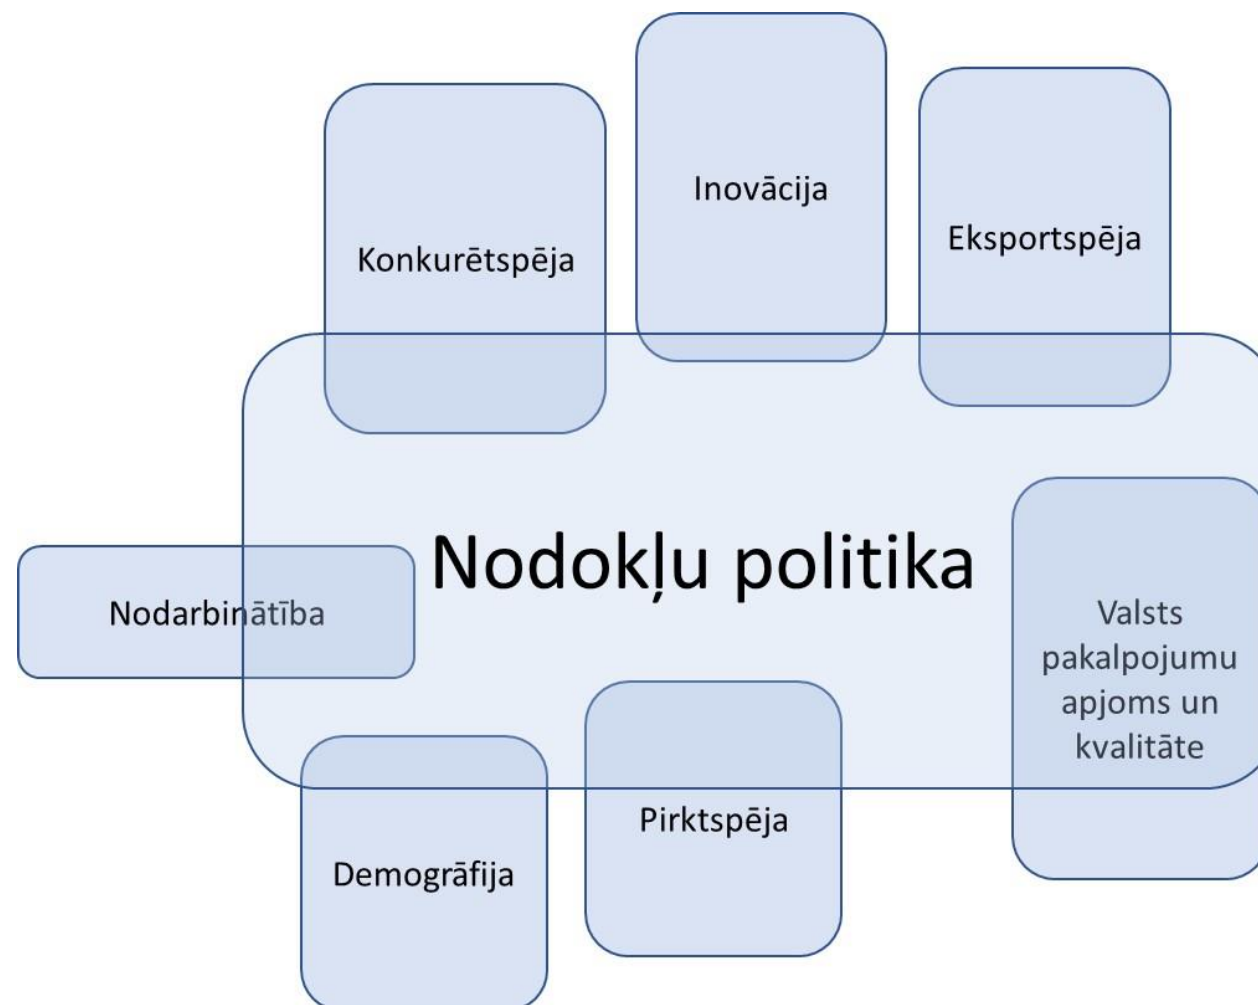 Inovācija
Eksportspēja
Konkurētspēja
Nodokļu politika
Nodarbinātība
Valsts
pakalpojumu
apjoms un
kvalitāte
Pirktspēja
Demogrāfija